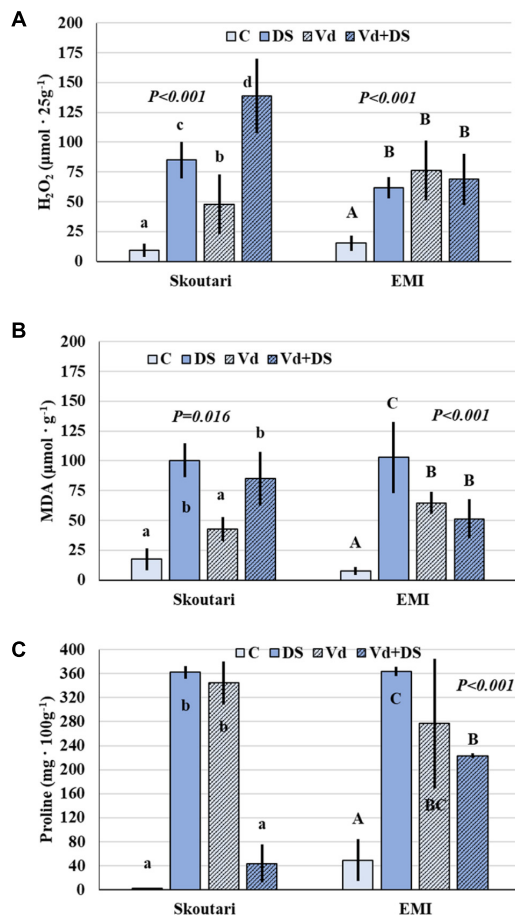 A
C DS Vd Vd+DS
H₂O₂ (μmol · 25g⁻¹)
200
175
150
125
100
75
50
25
0
P<0.001
P<0.001
a
c
b
d
A
B
B
B
Skoutari
EMI
B
C DS Vd Vd+DS
MDA (μmol · g⁻¹)
200
175
150
125
100
75
50
25
0
P=0.016
P<0.001
a
b
a
b
A
C
B
B
Skoutari
EMI
C
C DS Vd Vd+DS
Proline (mg · 100g⁻¹)
400
360
320
280
240
200
160
120
80
40
0
P<0.001
a
b
b
a
A
C
BC
B
Skoutari
EMI